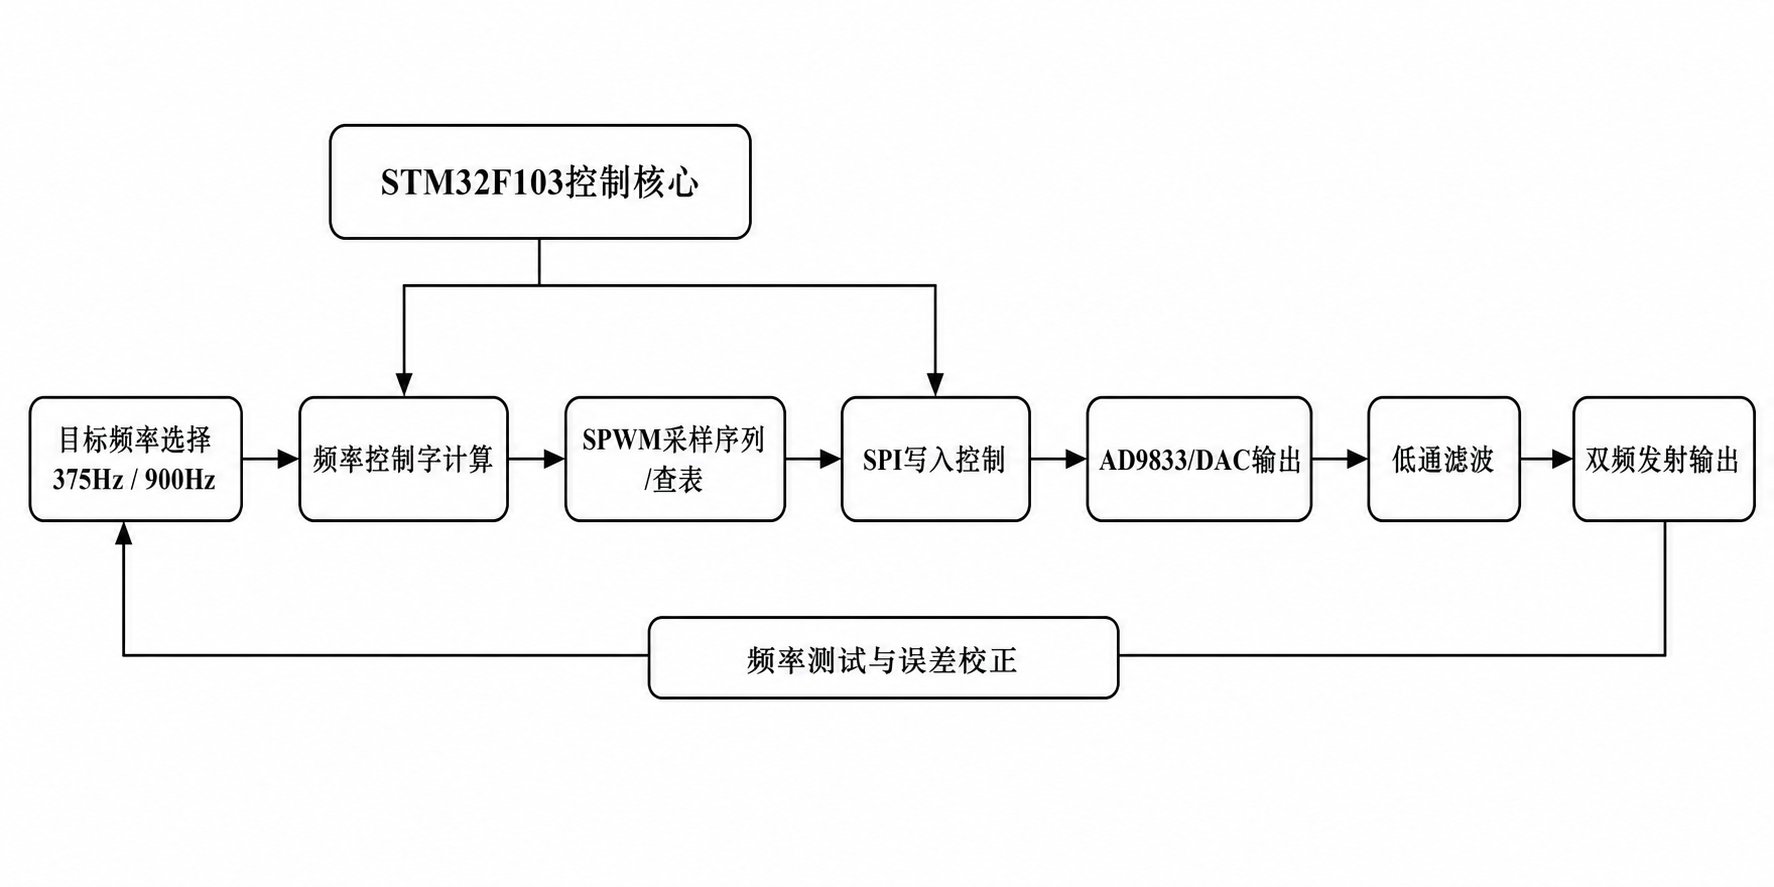 STM32F103控制核心
目标频率选择
375Hz / 900Hz
频率控制字计算
SPWM采样序列
/查表
SPI写入控制
AD9833/DAC输出
低通滤波
双频发射输出
频率测试与误差校正